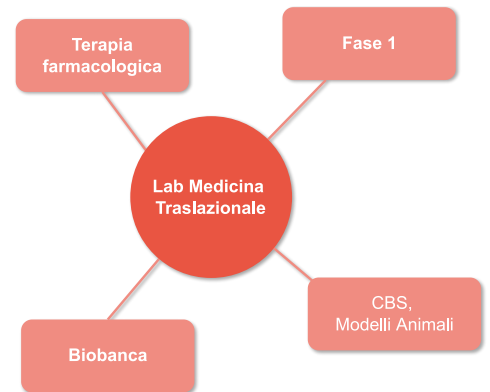 Terapia
farmacologica
Fase 1
Lab Medicina
Traslazionale
CBS,
Modelli Animali
Biobanca